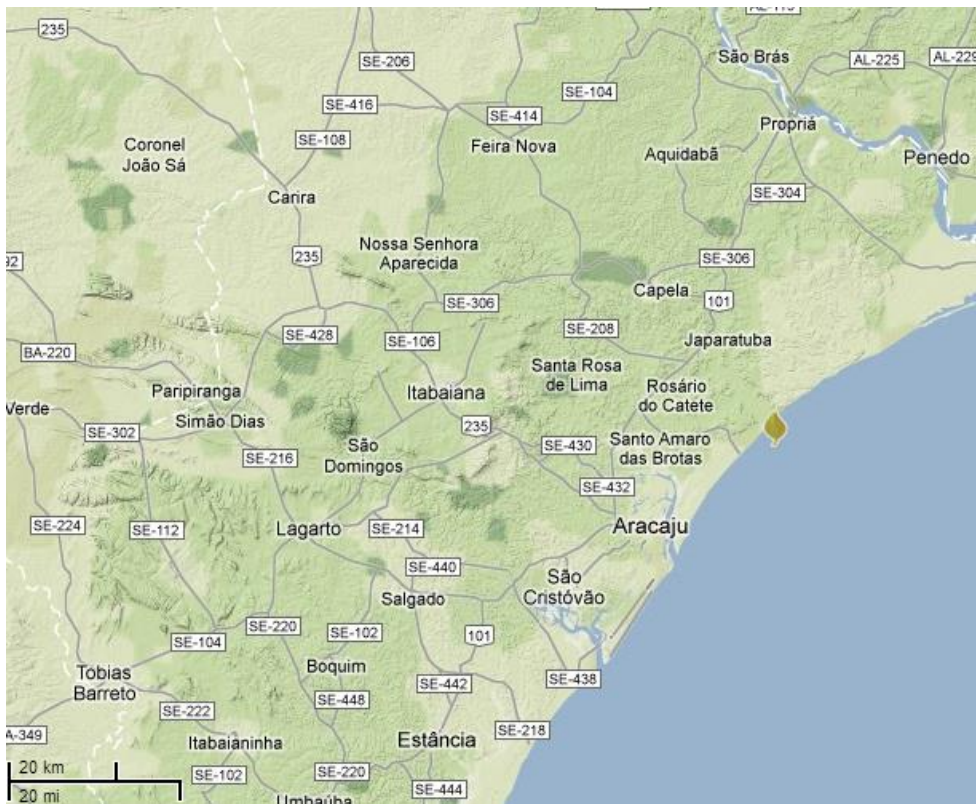 235
SE-206
São Brás
AL-225
AL-229
SE-104
SE-416
SE-414
Propriá
SE-108
Feira Nova
Coronel
João Sá
Aquidabã
Penedo
SE-304
Carira
Nossa Senhora
Aparecida
235
SE-306
92
Capela
101
SE-306
SE-208
SE-428
SE-106
Japaratuba
BA-220
Santa Rosa
de Lima
Paripiranga
Itabaiana
Rosário
do Catete
Verde
Simão Dias
SE-302
235
SE-430
Santo Amaro
das Brotas
São
Domingos
SE-216
SE-432
SE-224
SE-112
Lagarto
SE-214
Aracaju
SE-440
São
Cristóvão
Salgado
SE-220
SE-102
SE-104
101
Boquim
Tobias
Barreto
SE-442
SE-438
SE-448
SE-222
SE-218
A-349
Itabaianinha
Estância
20 km
SE-102
SE-220
SE-444
20 mi
Umbaúba